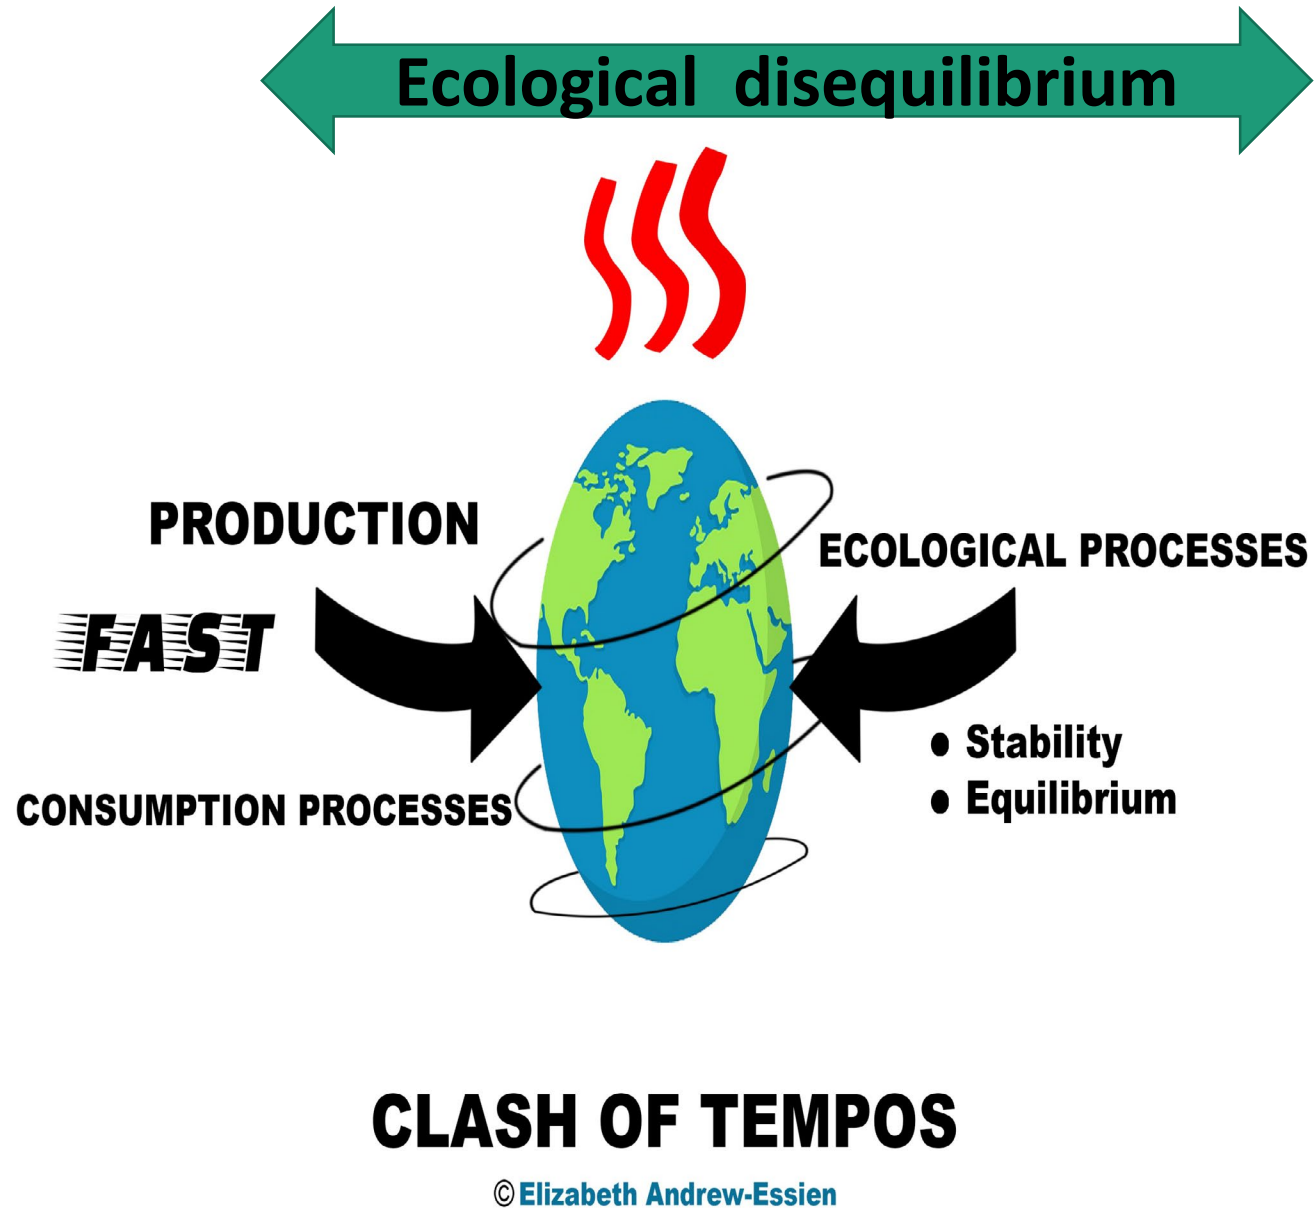 Ecological disequilibrium
PRODUCTION
FAST
CONSUMPTION PROCESSES
ECOLOGICAL PROCESSES
● Stability
● Equilibrium
CLASH OF TEMPOS
© Elizabeth Andrew-Essien